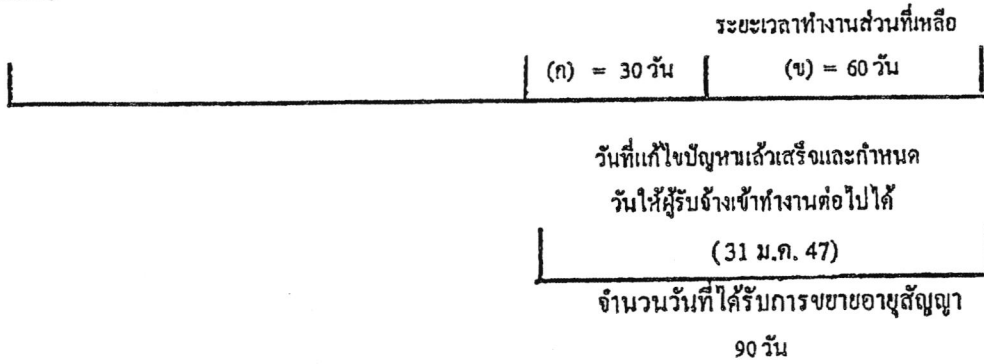 ระยะเวลาทำงานส่วนที่เหลือ
(ก) = 30 วัน (ข) = 60 วัน
วันที่แก้ไขปัญหาแล้วเสร็จและกำหนด
วันให้ผู้รับจ้างเข้าทำงานต่อไปได้
(31 ม.ค. 47)
จำนวนวันที่ได้รับการขยายอายุสัญญา
90 วัน